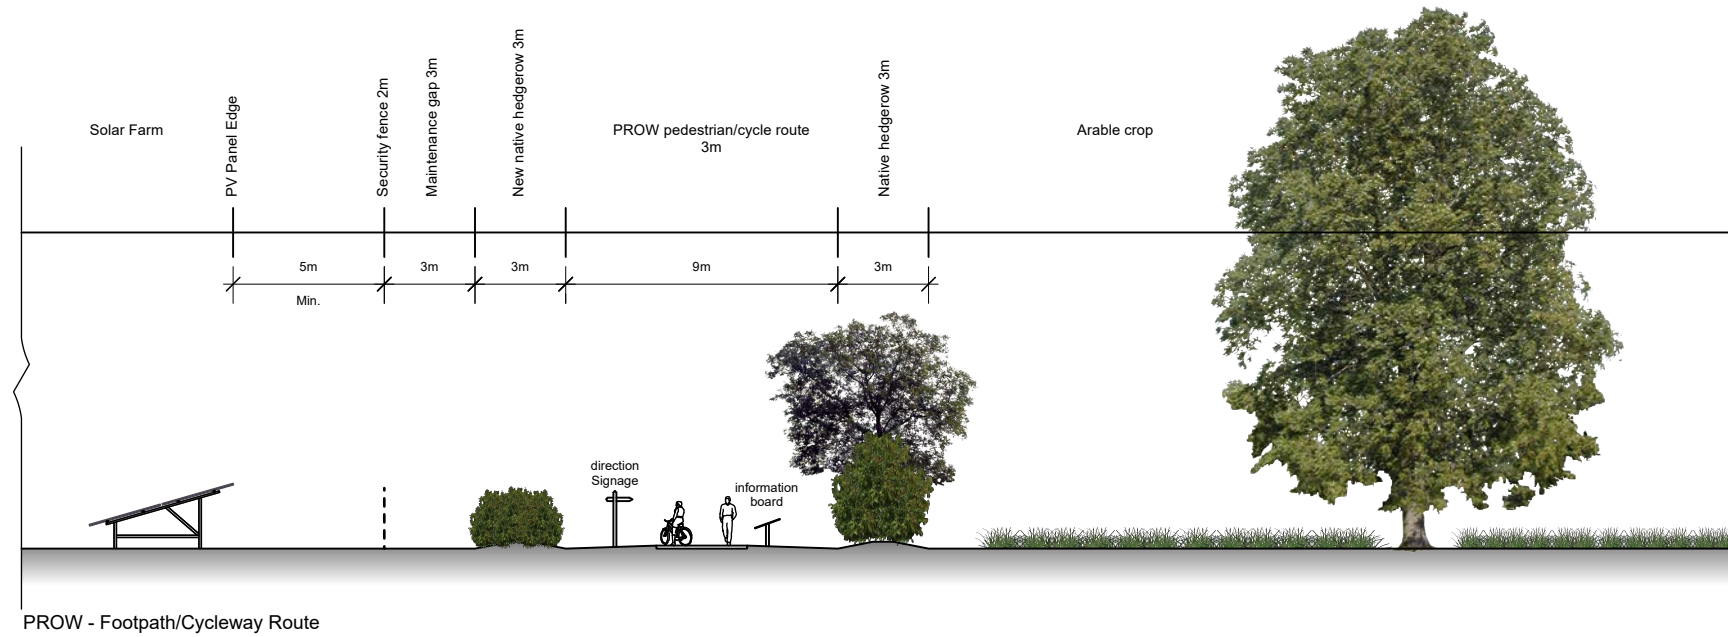 Solar Farm
PV Panel Edge
Security fence 2m
Maintenance gap 3m
New native hedgerow 3m
PROW pedestrian/cycle route
3m
Native hedgerow 3m
Arable crop
5m
Min.
3m
3m
9m
3m
direction
Signage
information
board
PROW - Footpath/Cycleway Route